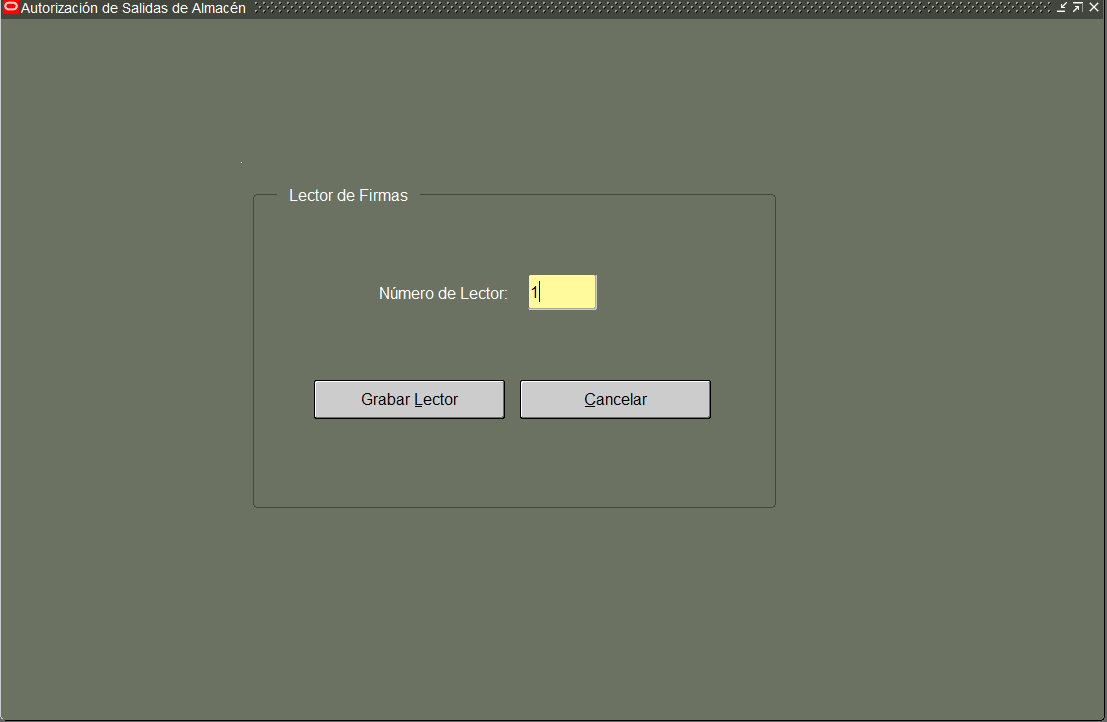 Autorización de Salidas de Almacén
Lector de Firmas
Número de Lector: 1
Grabar Lector Cancelar